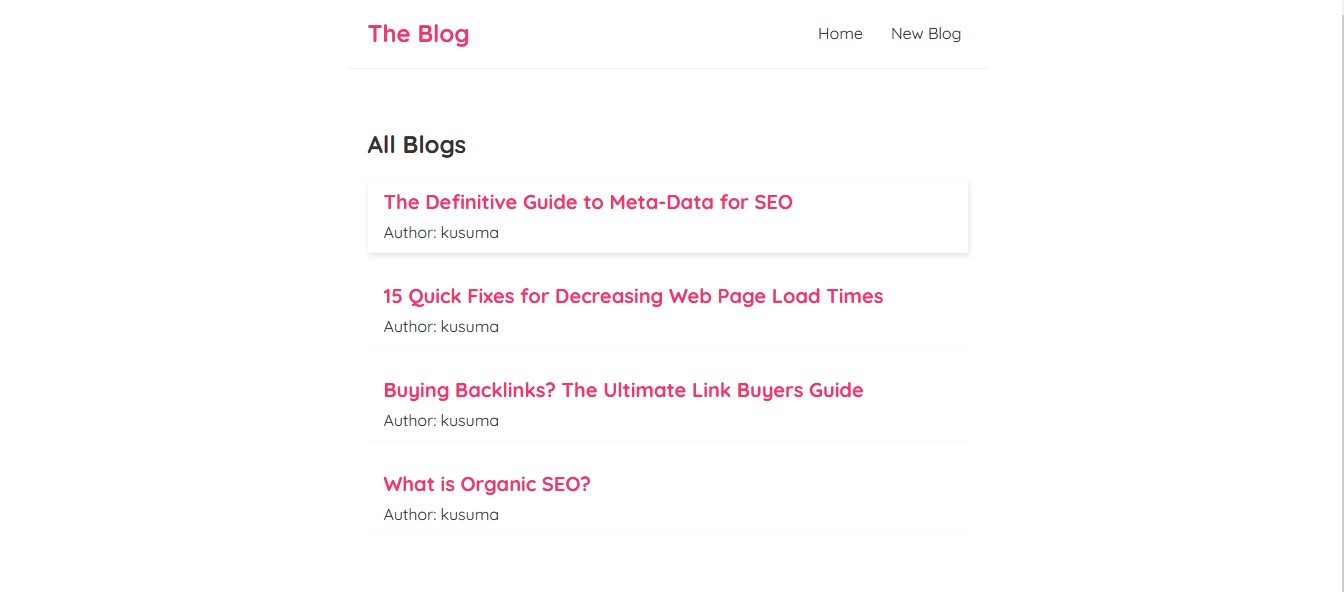 The Blog
Home New Blog
All Blogs
The Definitive Guide to Meta-Data for SEO
Author: kusuma
15 Quick Fixes for Decreasing Web Page Load Times
Author: kusuma
Buying Backlinks? The Ultimate Link Buyers Guide
Author: kusuma
What is Organic SEO?
Author: kusuma